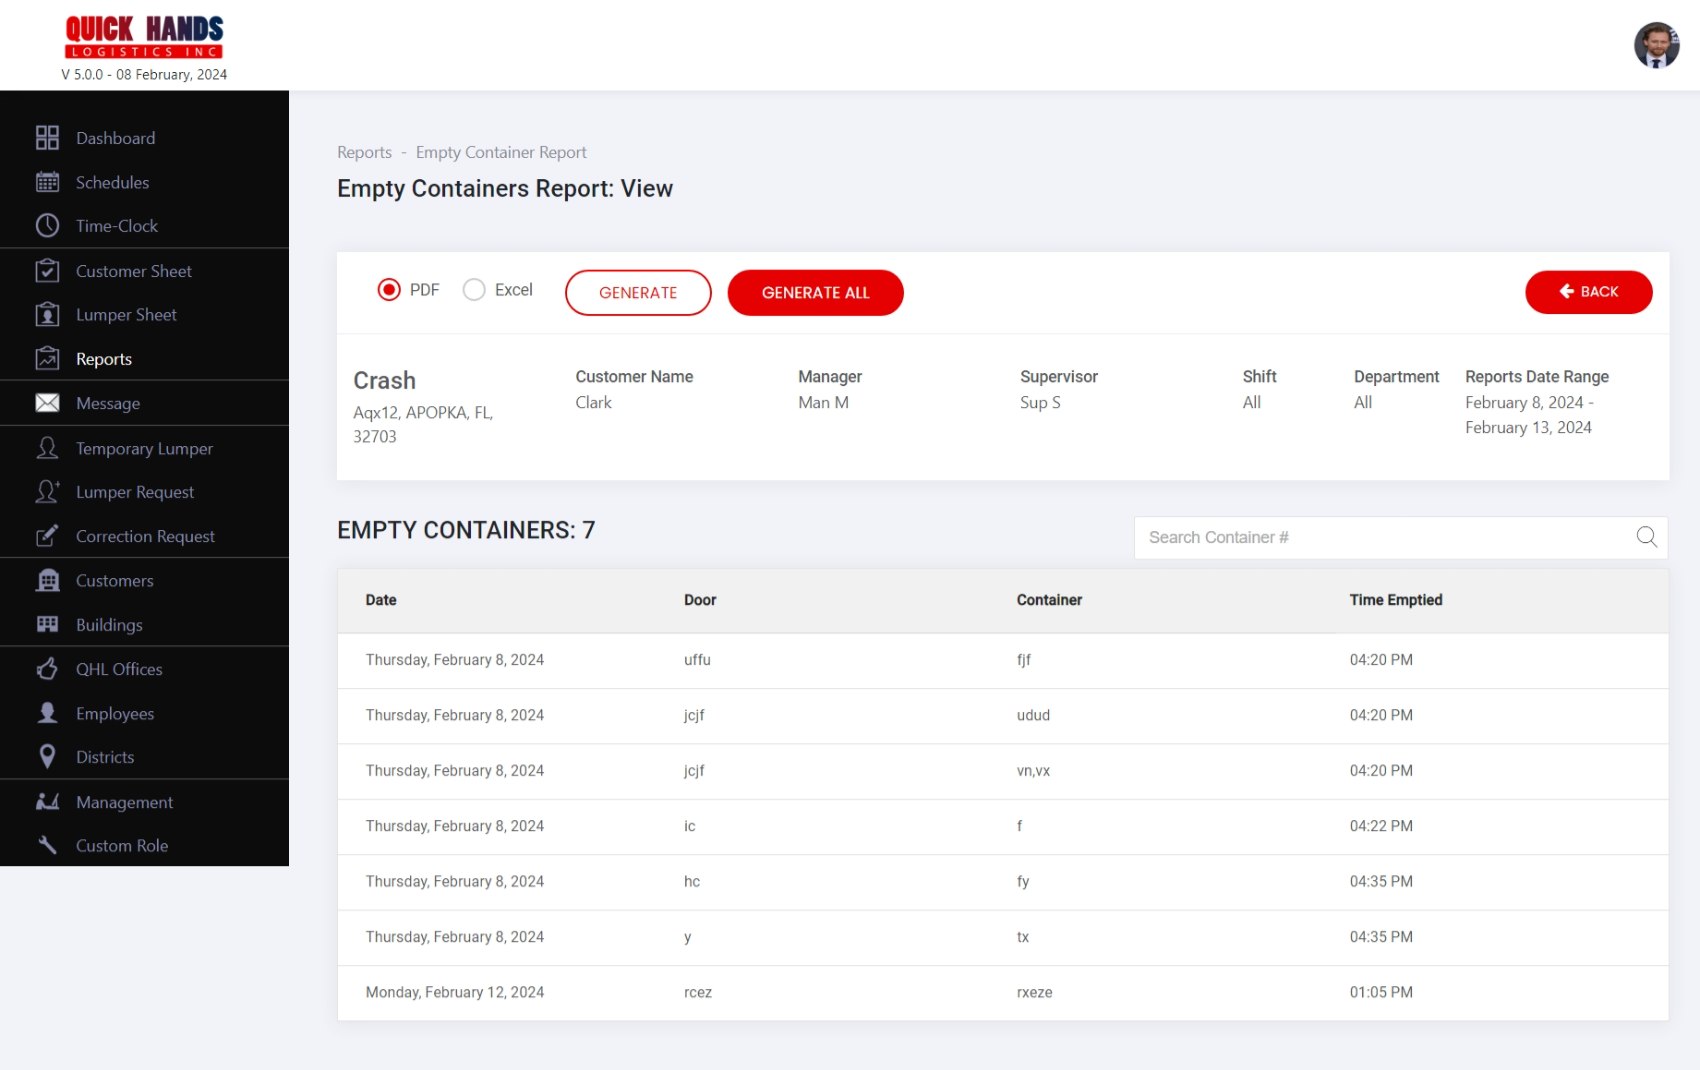 QUICK HANDS
LOGISTICS INC
V 5.0.0 - 08 February, 2024
Dashboard
Schedules
Time-Clock
Customer Sheet
Lumper Sheet
Reports
Message
Temporary Lumper
Lumper Request
Correction Request
Customers
Buildings
QHL Offices
Employees
Districts
Management
Custom Role
Reports - Empty Container Report
Empty Containers Report: View
PDF Excel GENERATE GENERATE ALL BACK
Crash
Aqx12, APOPKA, FL,
32703
Customer Name
Clark
Manager
Man M
Supervisor
Sup S
Shift
All
Department
All
Reports Date Range
February 8, 2024 -
February 13, 2024
EMPTY CONTAINERS: 7
Search Container #
Date Door Container Time Emptied
Thursday, February 8, 2024 uffu fjf 04:20 PM
Thursday, February 8, 2024 jcjf udud 04:20 PM
Thursday, February 8, 2024 jcjf vn,vx 04:20 PM
Thursday, February 8, 2024 ic f 04:22 PM
Thursday, February 8, 2024 hc fy 04:35 PM
Thursday, February 8, 2024 y tx 04:35 PM
Monday, February 12, 2024 rcez rxeze 01:05 PM